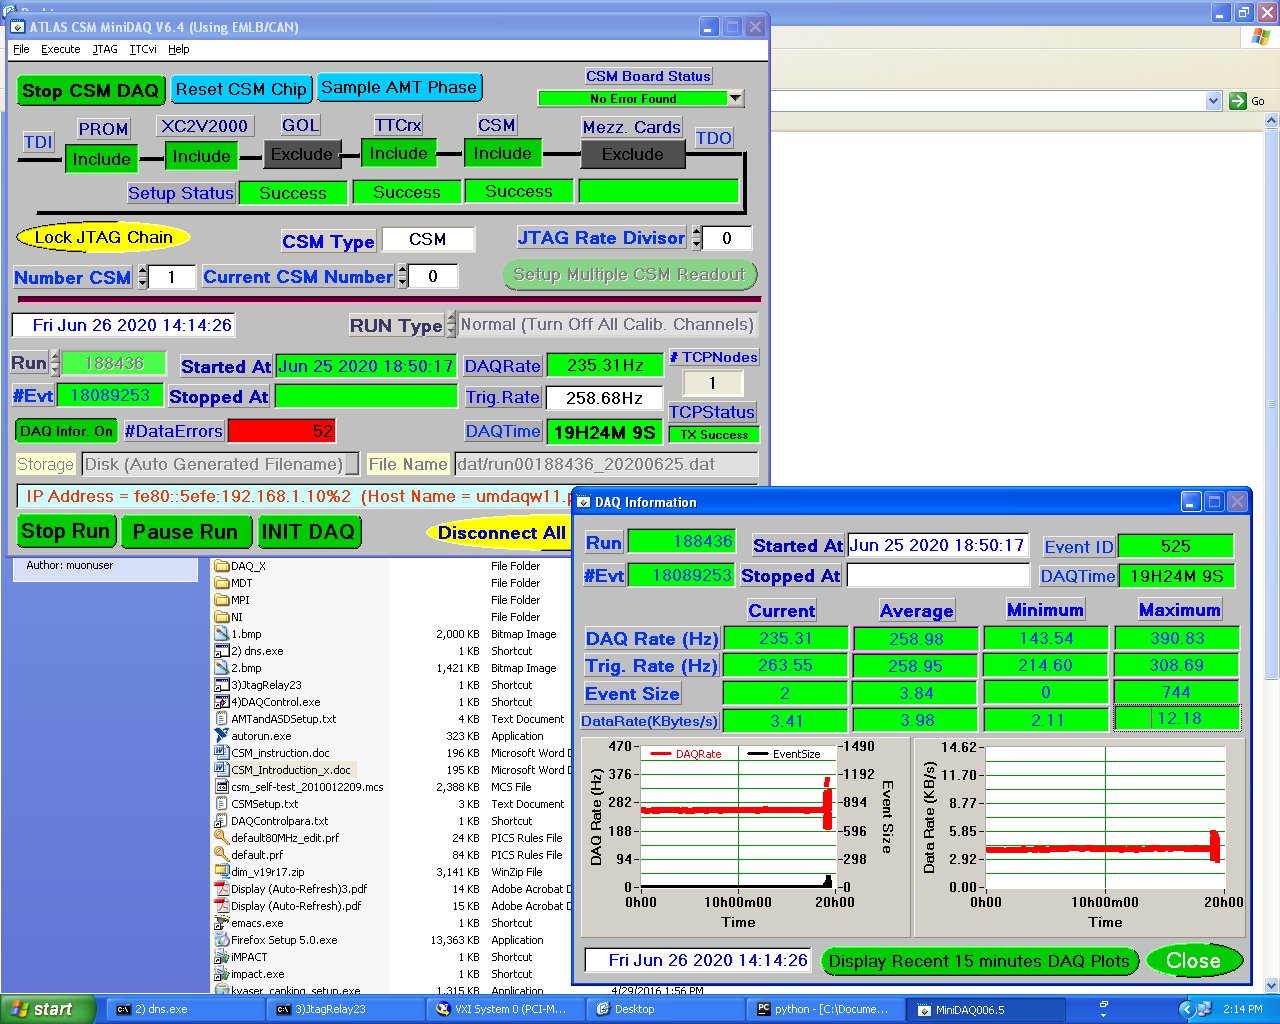 ATLAS CSM MiniDAQ V6.4 (Using EMLB/CAN)
File Execute JTAG TTCvi Help
Stop CSM DAQ Reset CSM Chip Sample AMT Phase CSM Board Status
No Error Found
Go
TDI PROM XC2V2000 GOL TTCrx CSM Mezz. Cards TDO
Include Include Exclude Include Include Exclude
Setup Status Success Success Success
Lock JTAG Chain CSM Type CSM JTAG Rate Divisor 0
Number CSM 1 Current CSM Number 0 Setup Multiple CSM Readout
Fri Jun 26 2020 14:14:26 RUN Type Normal (Turn Off All Calib. Channels)
Run 188436 Started At Jun 25 2020 18:50:17 DAQRate 235.31Hz # TCPNodes
1
#Evt 18089253 Stopped At Trig.Rate 258.68Hz TCPStatus
DAQ Infor. On #DataErrors 52 DAQTime 19H24M 9S TX Success
Storage Disk (Auto Generated Filename) File Name dat/run00188436_20200625.dat
IP Address = fe80::5efe:192.168.1.10%2 (Host Name = umdaqw11.p
Stop Run Pause Run INIT DAQ Disconnect All
Author: muonuser
DAQ_X File Folder
MDT File Folder
MPI File Folder
NI File Folder
1.bmp 2,000 KB Bitmap Image
2) dns.exe 1 KB Shortcut
2.bmp 1,421 KB Bitmap Image
3)JtagRelay23 1 KB Shortcut
4)DAQControl.exe 1 KB Shortcut
AMTandASDSetup.txt 4 KB Text Document
autorun.exe 323 KB Application
CSM_instruction.doc 196 KB Microsoft Word D
CSM_Introduction_x.doc 195 KB Microsoft Word D
csm_self-test_2010012209.mcs 2,388 KB MCS File
CSMSetup.txt 3 KB Text Document
DAQControlpara.txt 1 KB Shortcut
default80MHz_edit.prf 24 KB PICS Rules File
default.prf 84 KB PICS Rules File
dim_v19r17.zip 3,141 KB WinZip File
Display (Auto-Refresh)3.pdf 14 KB Adobe Acrobat D
Display (Auto-Refresh).pdf 15 KB Adobe Acrobat D
emacs.exe 1 KB Shortcut
Firefox Setup 5.0.exe 13,363 KB Application
iMPACT 1 KB Shortcut
impact.exe 1 KB Shortcut
kvaser_canking_setup.exe 1,315 KB Application 4/29/2016 1:56 PM
DAQ Information
Run 188436 Started At Jun 25 2020 18:50:17 Event ID 525
#Evt 18089253 Stopped At DAQTime 19H24M 9S
Current Average Minimum Maximum
DAQ Rate (Hz) 235.31 258.98 143.54 390.83
Trig. Rate (Hz) 263.55 258.95 214.60 308.69
Event Size 2 3.84 0 744
DataRate(KBytes/s) 3.41 3.98 2.11 12.18
DAQRate EventSize
DAQ Rate (Hz)
470
376
282
188
94
0
1490
1192
894
596
298
0
Event Size
0h00 10h00m00 20h00
Time
Data Rate (KB/s)
14.62
11.70
8.77
5.85
2.92
0.00
0h00 10h00m00 20h00
Time
Fri Jun 26 2020 14:14:26 Display Recent 15 minutes DAQ Plots Close
start 2) dns.exe 3)JtagRelay23 VXI System 0 (PCI-M... Desktop python - [C:\Docume... MiniDAQ006.5 2:14 PM